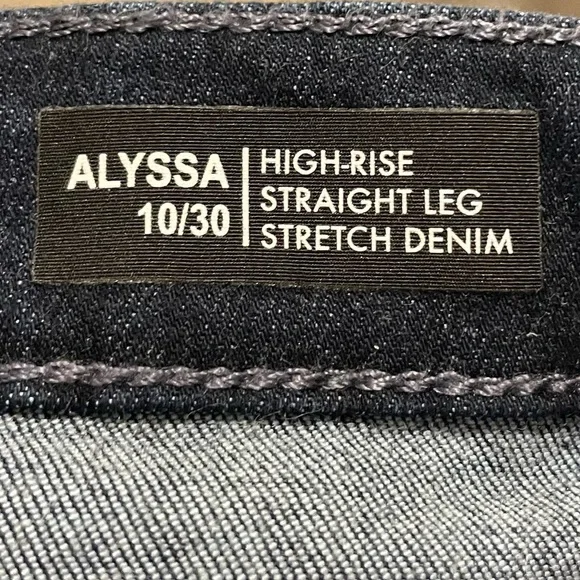 ALYSSA
10/30
HIGH-RISE
STRAIGHT LEG
STRETCH DENIM